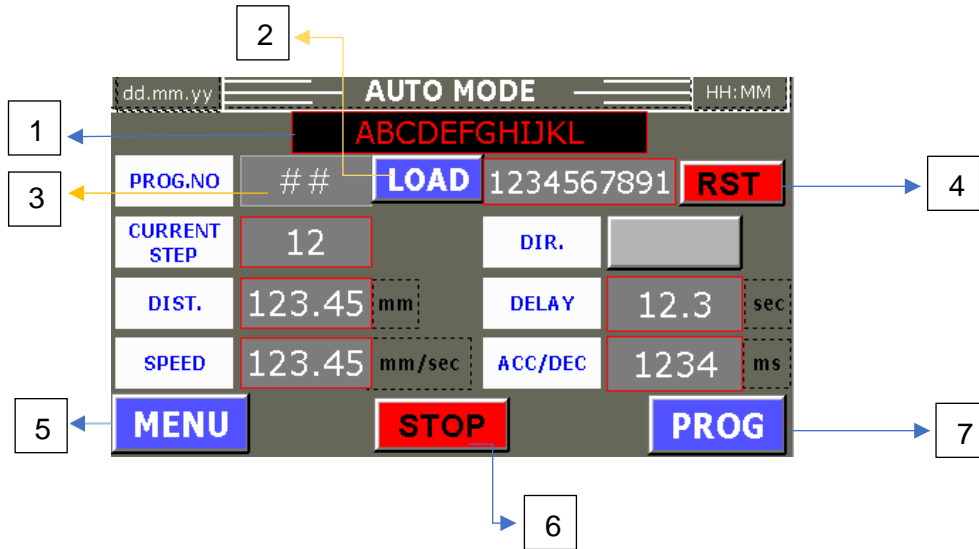 2
dd.mm.yy AUTO MODE HH:MM
1 ABCDEFGHIJKL
3 PROG.NO ## LOAD 1234567891 RST 4
CURRENT STEP 12 DIR.
DIST. 123.45 mm DELAY 12.3 sec
SPEED 123.45 mm/sec ACC/DEC 1234 ms
5 MENU STOP PROG 7
6